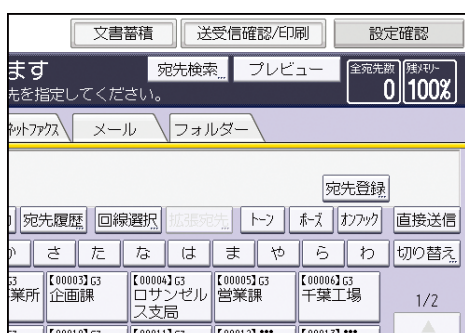 文書蓄積 送受信確認/印刷 設定確認
ます 宛先検索 プレビュー 全宛先数 残メモリー
先を指定してください。 0 100%
ネットファクス メール フォルダー
宛先登録
宛先履歴 回線選択 拡張宛先 トーン ポーズ オンフック 直接送信
か さ た な は ま や ら わ 切り替え
【00003】G3 【00004】G3 【00005】G3 【00006】G3
業所 企画課 ロサンゼル 営業課 千葉工場 1/2
ス支局